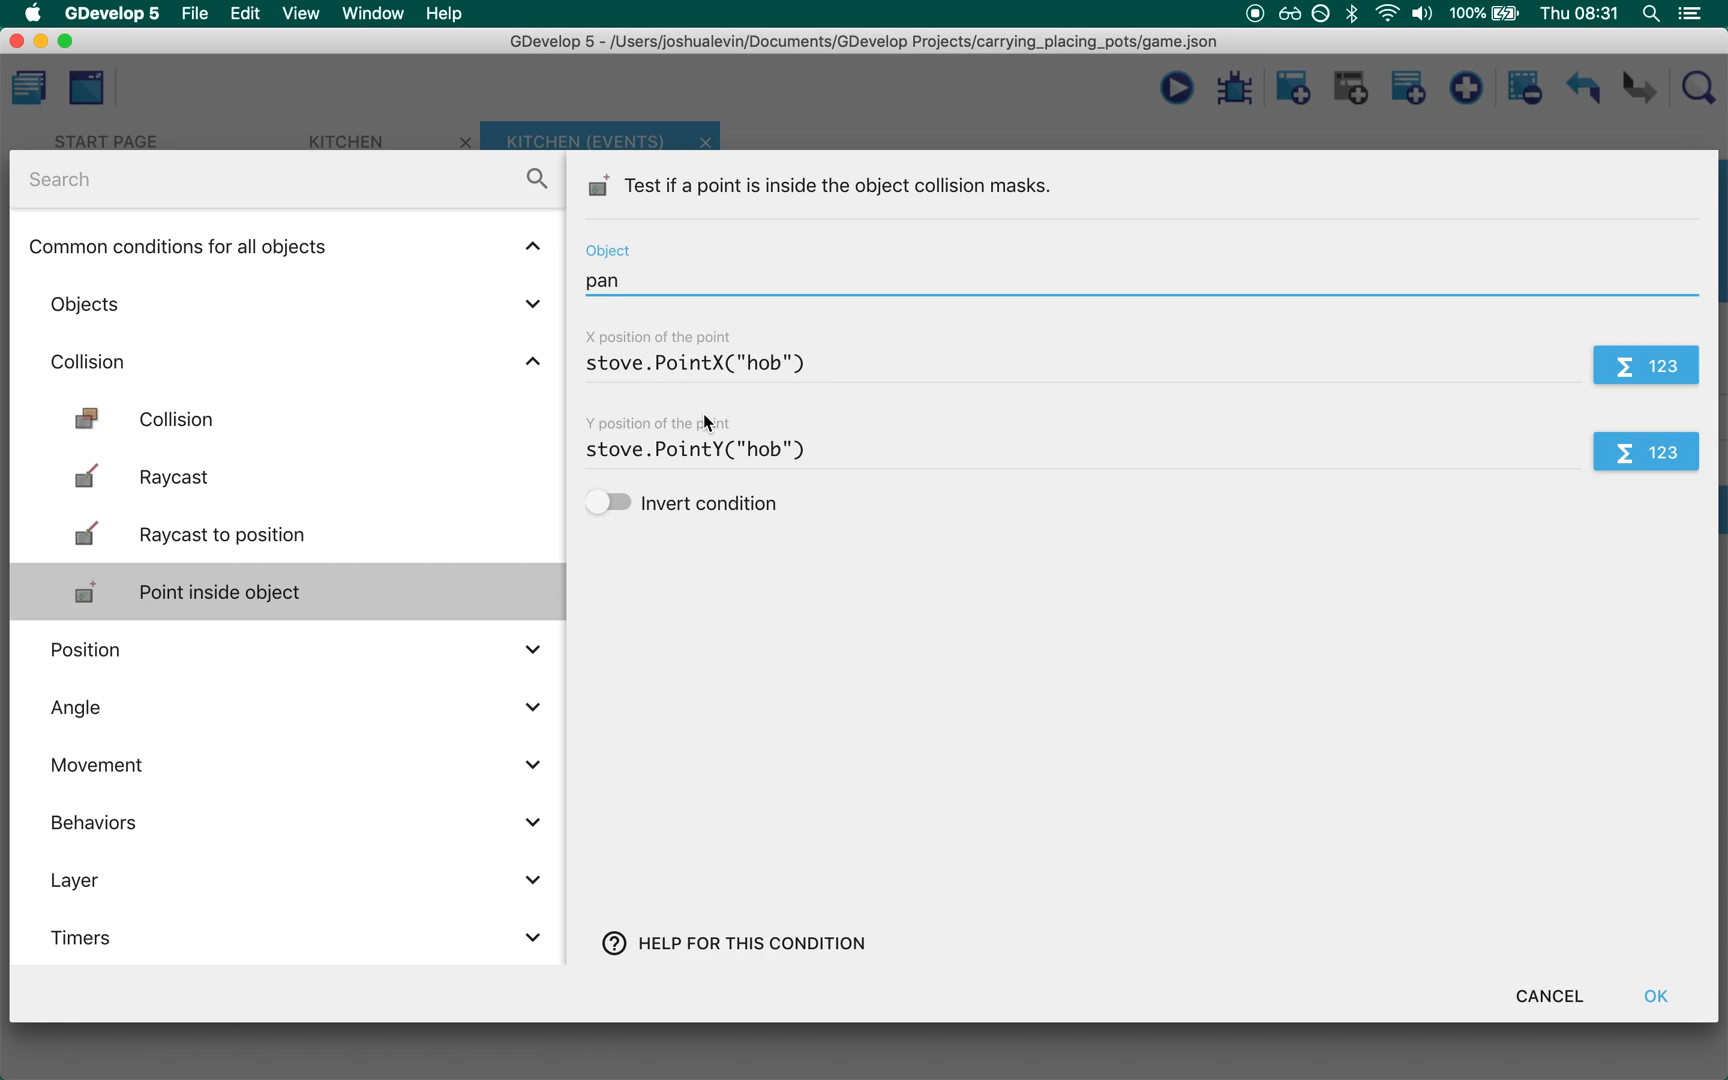 GDevelop 5 File Edit View Window Help 100% Thu 08:31
GDevelop 5 - /Users/joshualevin/Documents/GDevelop Projects/carrying_placing_pots/game.json
START PAGE KITCHEN KITCHEN (EVENTS)
Search
Common conditions for all objects
Objects
Collision
Collision
Raycast
Raycast to position
Point inside object
Position
Angle
Movement
Behaviors
Layer
Timers
Test if a point is inside the object collision masks.
Object
pan
X position of the point
stove.PointX("hob")
Σ 123
Y position of the point
stove.PointY("hob")
Σ 123
Invert condition
HELP FOR THIS CONDITION
CANCEL OK